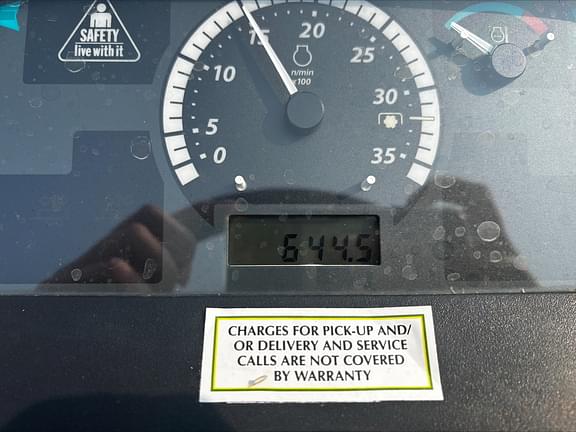 SAFETY
live with it
0
5
10
15
20
25
30
35
n/min
x100
644.5
CHARGES FOR PICK-UP AND/
OR DELIVERY AND SERVICE
CALLS ARE NOT COVERED
BY WARRANTY